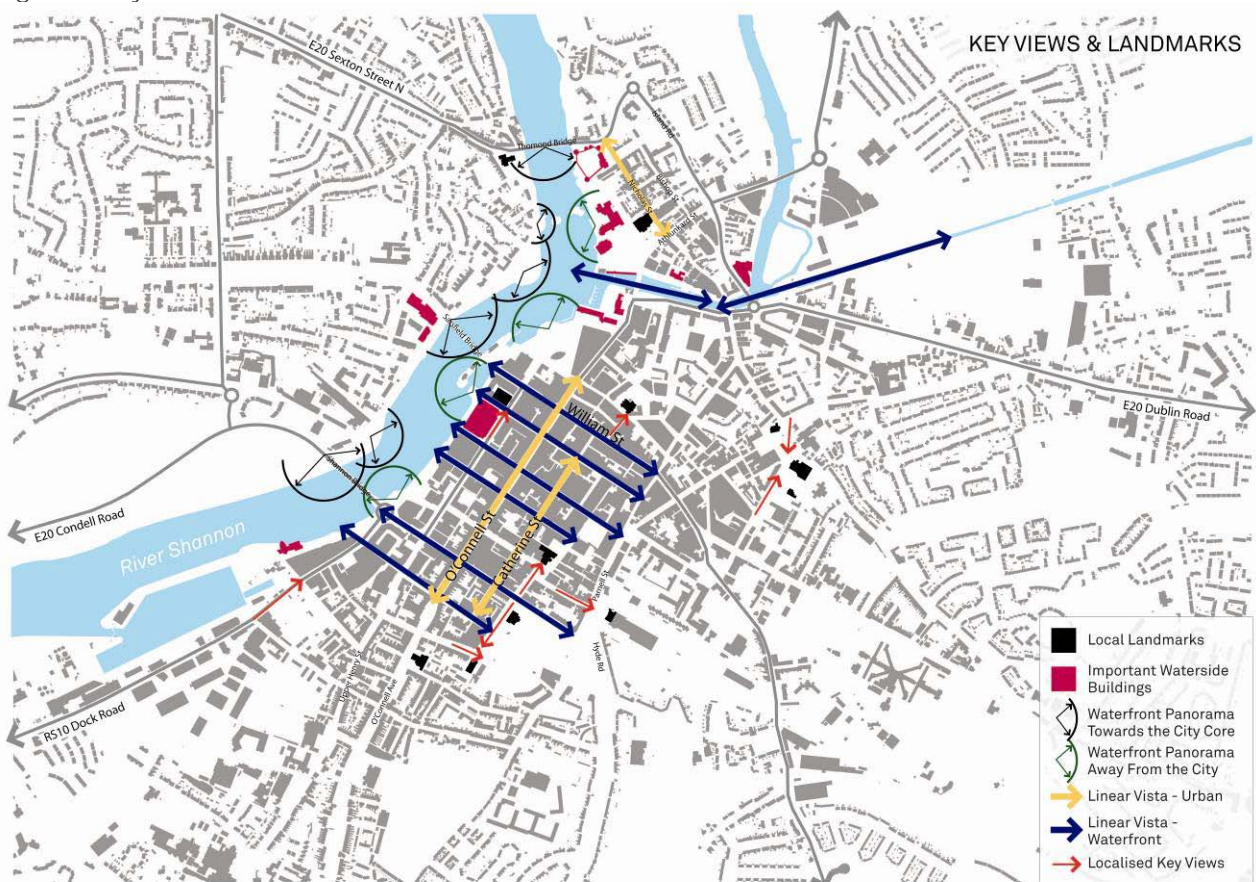 KEY VIEWS & LANDMARKS
E20 Sexton Street N
Thomond Bridge
Island Rd
Bishop St
Nicholas St
Athlunkard St
Sarsfield Bridge
William St
E20 Dublin Road
Shannon Bridge
E20 Condell Road
River Shannon
O'Connell St
Catherine St
Parnell St
Hyde Rd
Upper Henry St
O'Connell Ave
R510 Dock Road
Local Landmarks
Important Waterside
Buildings
Waterfront Panorama
Towards the City Core
Waterfront Panorama
Away From the City
Linear Vista - Urban
Linear Vista -
Waterfront
Localised Key Views